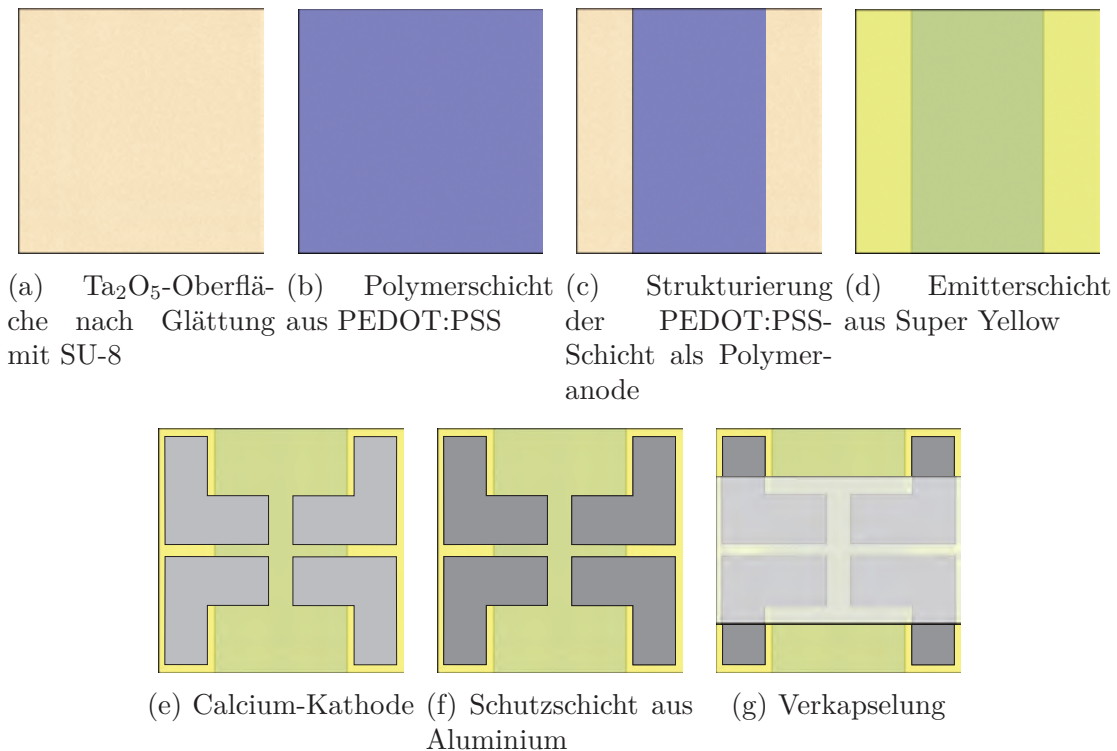 (a) Ta₂O₅-Oberflä-
che nach Glättung
mit SU-8
(b) Polymerschicht
aus PEDOT:PSS
(c) Strukturierung
der PEDOT:PSS-
Schicht als Polymer-
anode
(d) Emitterschicht
aus Super Yellow
(e) Calcium-Kathode
(f) Schutzschicht aus
Aluminium
(g) Verkapselung